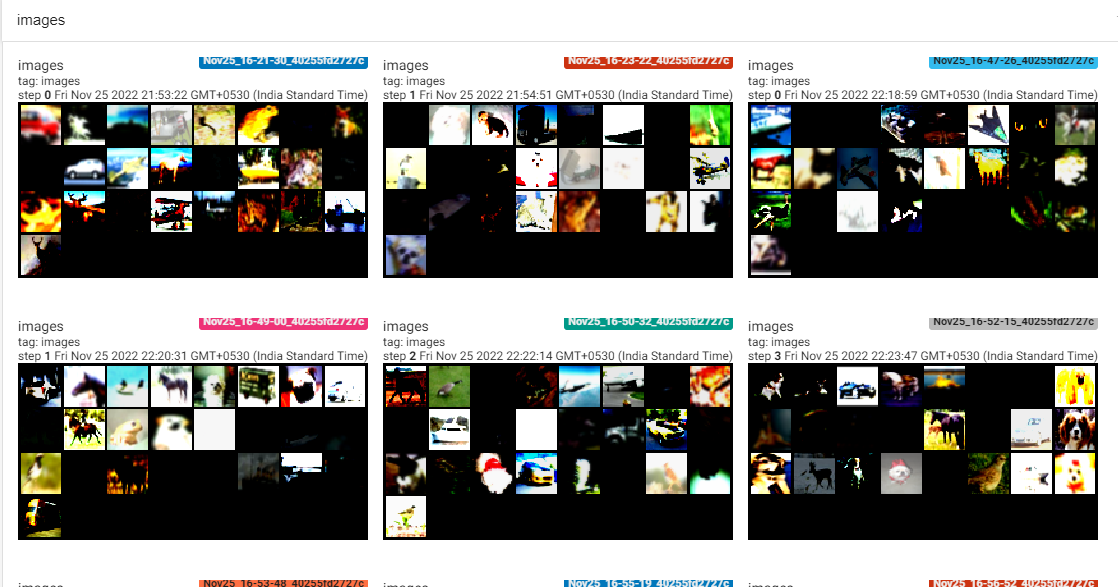 images
images
Nov25_16-21-30_40255fd2727c
tag: images
step 0 Fri Nov 25 2022 21:53:22 GMT+0530 (India Standard Time)
images
Nov25_16-23-22_40255fd2727c
tag: images
step 1 Fri Nov 25 2022 21:54:51 GMT+0530 (India Standard Time)
images
Nov25_16-47-26_40255fd2727c
tag: images
step 0 Fri Nov 25 2022 22:18:59 GMT+0530 (India Standard Time)
images
Nov25_16-49-00_40255fd2727c
tag: images
step 1 Fri Nov 25 2022 22:20:31 GMT+0530 (India Standard Time)
images
Nov25_16-50-32_40255fd2727c
tag: images
step 2 Fri Nov 25 2022 22:22:14 GMT+0530 (India Standard Time)
images
Nov25_16-52-15_40255fd2727c
tag: images
step 3 Fri Nov 25 2022 22:23:47 GMT+0530 (India Standard Time)
images
Nov25_16-53-48_40255fd2727c
images
Nov25_16-55-19_40255fd2727c
images
Nov25_16-56-52_40255fd2727c